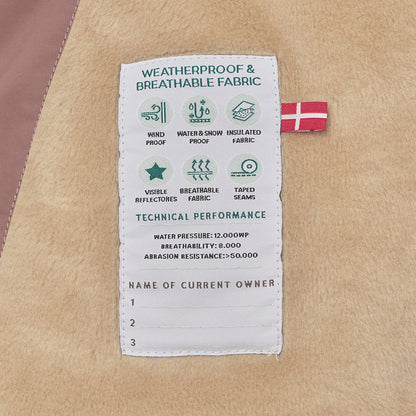 WEATHERPROOF &
BREATHABLE FABRIC
WIND PROOF
WATER & SNOW PROOF
INSULATED FABRIC
VISIBLE REFLECTORES
BREATHABLE FABRIC
TAPED SEAMS
TECHNICAL PERFORMANCE
WATER PRESSURE: 12.000WP
BREATHABILITY: 8.000
ABRASION RESISTANCE:>50.000
NAME OF CURRENT OWNER
1
2
3